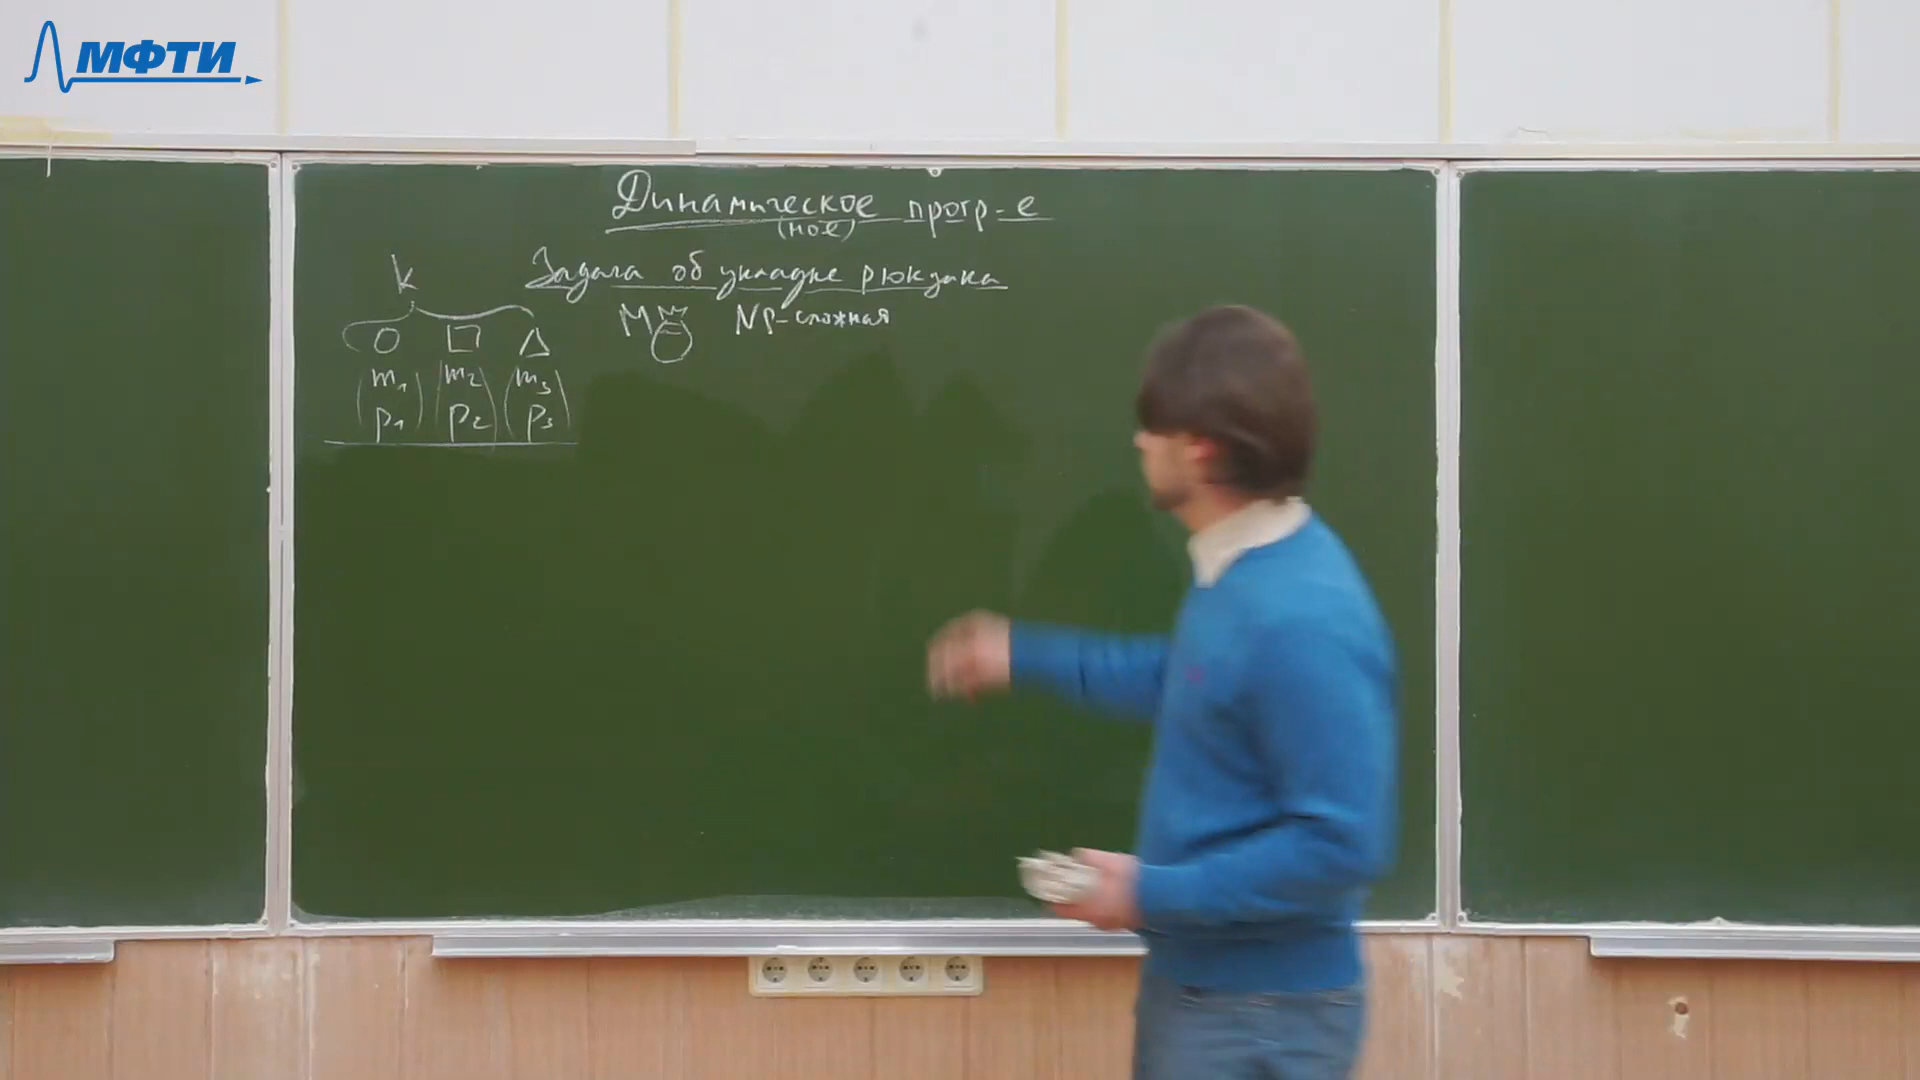 МФТИ
Динамическое прогр-е
(ное)
k
Задача об укладке рюкзака
M NP-сложная
m₁ m₂ m₃
p₁ p₂ p₃